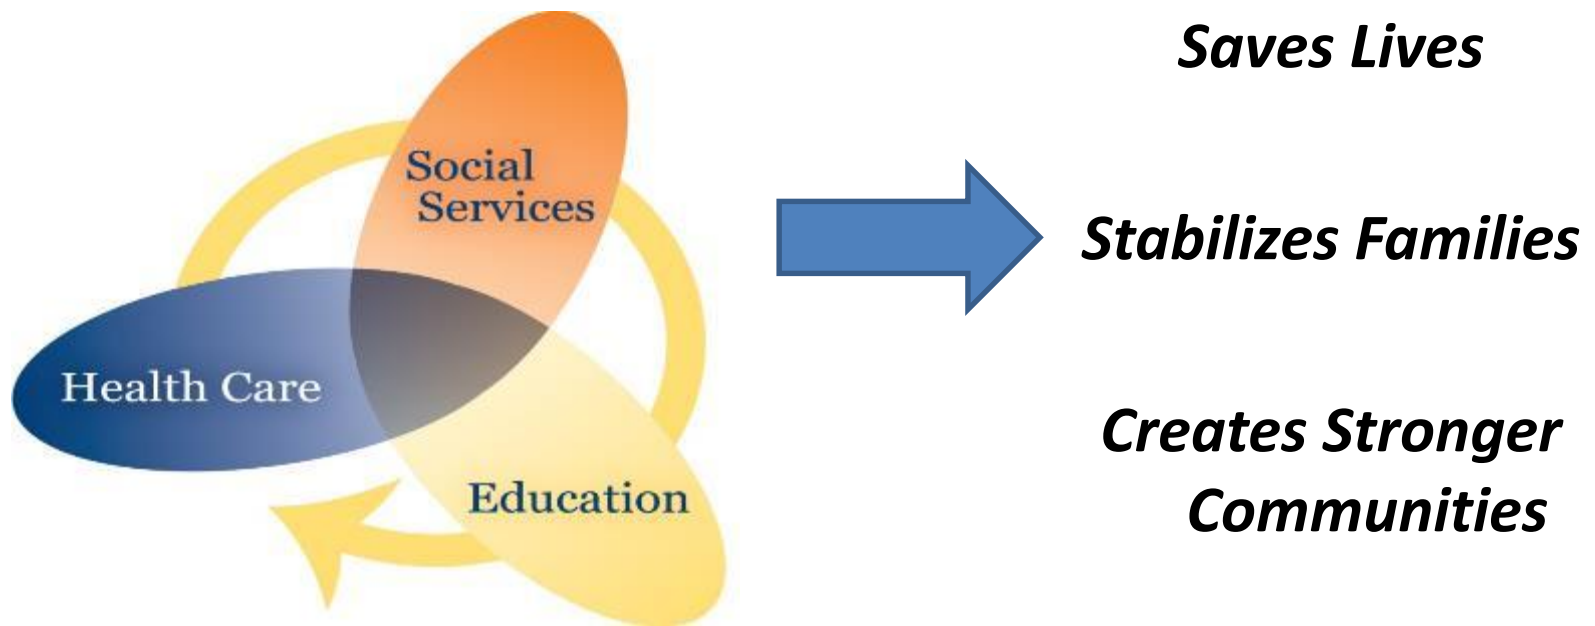 Social
Services
Health Care
Education
Saves Lives
Stabilizes Families
Creates Stronger
Communities